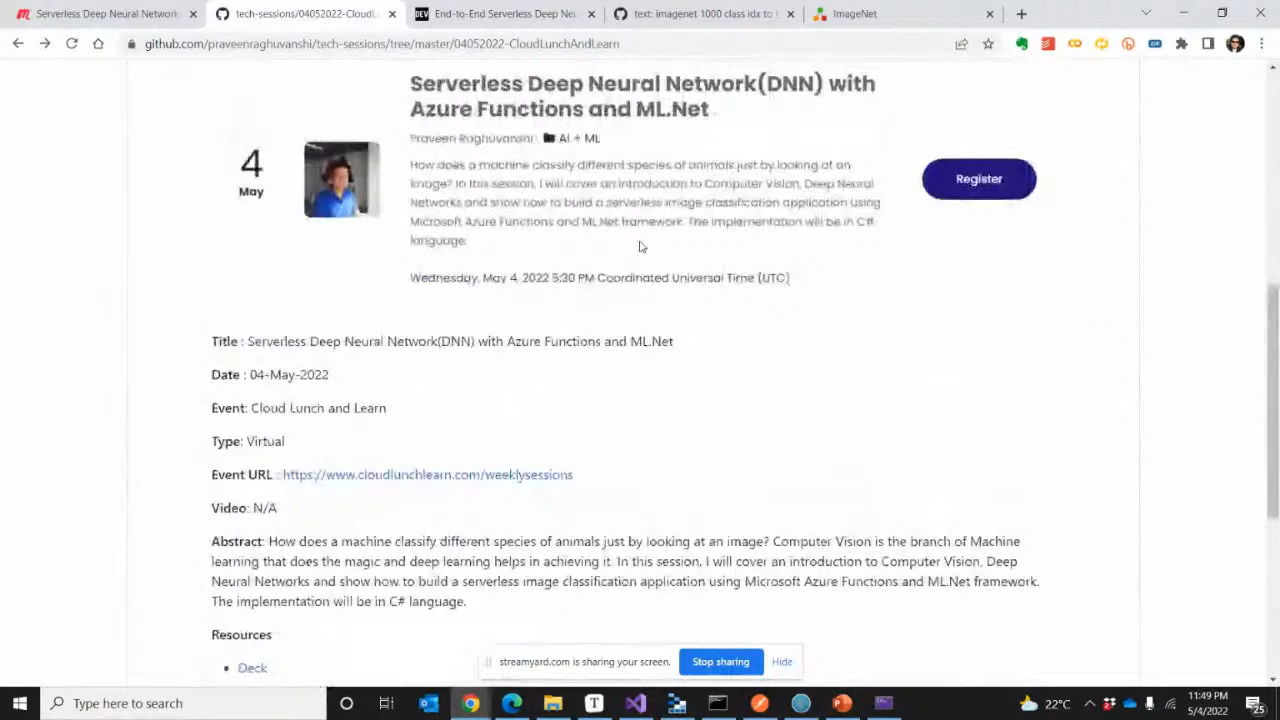 Serverless Deep Neural Network
tech-sessions/04052022-CloudL
End-to-End Serverless Deep Neu
text: imagenet 1000 class idx to l
ImageNet
github.com/praveenraghuvanshi/tech-sessions/tree/master/04052022-CloudLunchAndLearn
Serverless Deep Neural Network(DNN) with
Azure Functions and ML.Net
Praveen Raghuvanshi AI + ML
4
May
How does a machine classify different species of animals just by looking at an
image? In this session, I will cover an introduction to Computer Vision, Deep Neural
Networks and show how to build a serverless image classification application using
Microsoft Azure Functions and ML.Net framework. The implementation will be in C#
language.
Register
Wednesday, May 4, 2022 5:30 PM Coordinated Universal Time (UTC)
Title : Serverless Deep Neural Network(DNN) with Azure Functions and ML.Net
Date : 04-May-2022
Event: Cloud Lunch and Learn
Type: Virtual
Event URL : https://www.cloudlunchlearn.com/weeklysessions
Video: N/A
Abstract: How does a machine classify different species of animals just by looking at an image? Computer Vision is the branch of Machine
learning that does the magic and deep learning helps in achieving it. In this session, I will cover an introduction to Computer Vision, Deep
Neural Networks and show how to build a serverless image classification application using Microsoft Azure Functions and ML.Net framework.
The implementation will be in C# language.
Resources
Deck
streamyard.com is sharing your screen. Stop sharing Hide
Type here to search
22°C
11:49 PM
5/4/2022
25